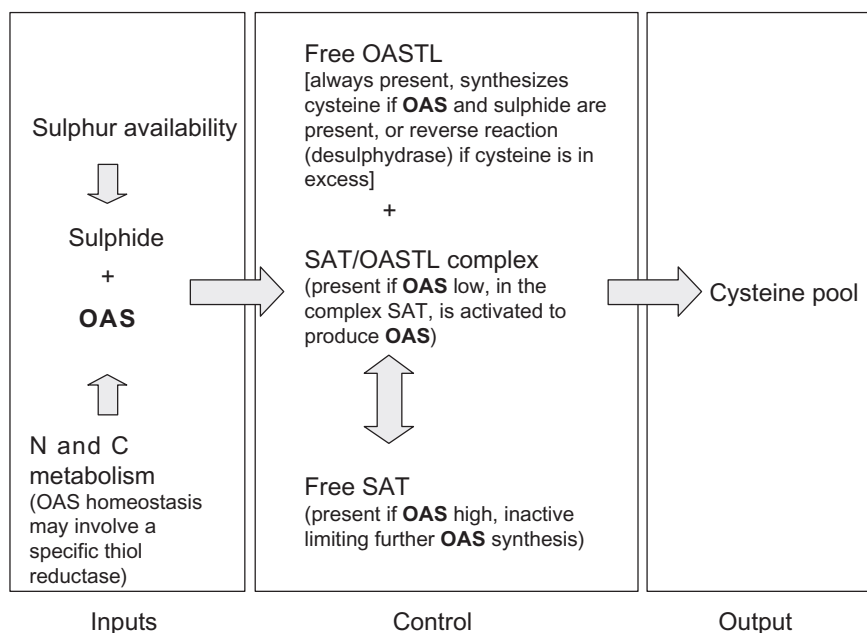 Sulphur availability
Sulphide
+
OAS
N and C
metabolism
(OAS homeostasis
may involve a
specific thiol
reductase)
Free OASTL
[always present, synthesizes
cysteine if OAS and sulphide are
present, or reverse reaction
(desulphydrase) if cysteine is in
excess]
+
SAT/OASTL complex
(present if OAS low, in the
complex SAT, is activated to
produce OAS)
Free SAT
(present if OAS high, inactive
limiting further OAS synthesis)
Cysteine pool
Inputs
Control
Output